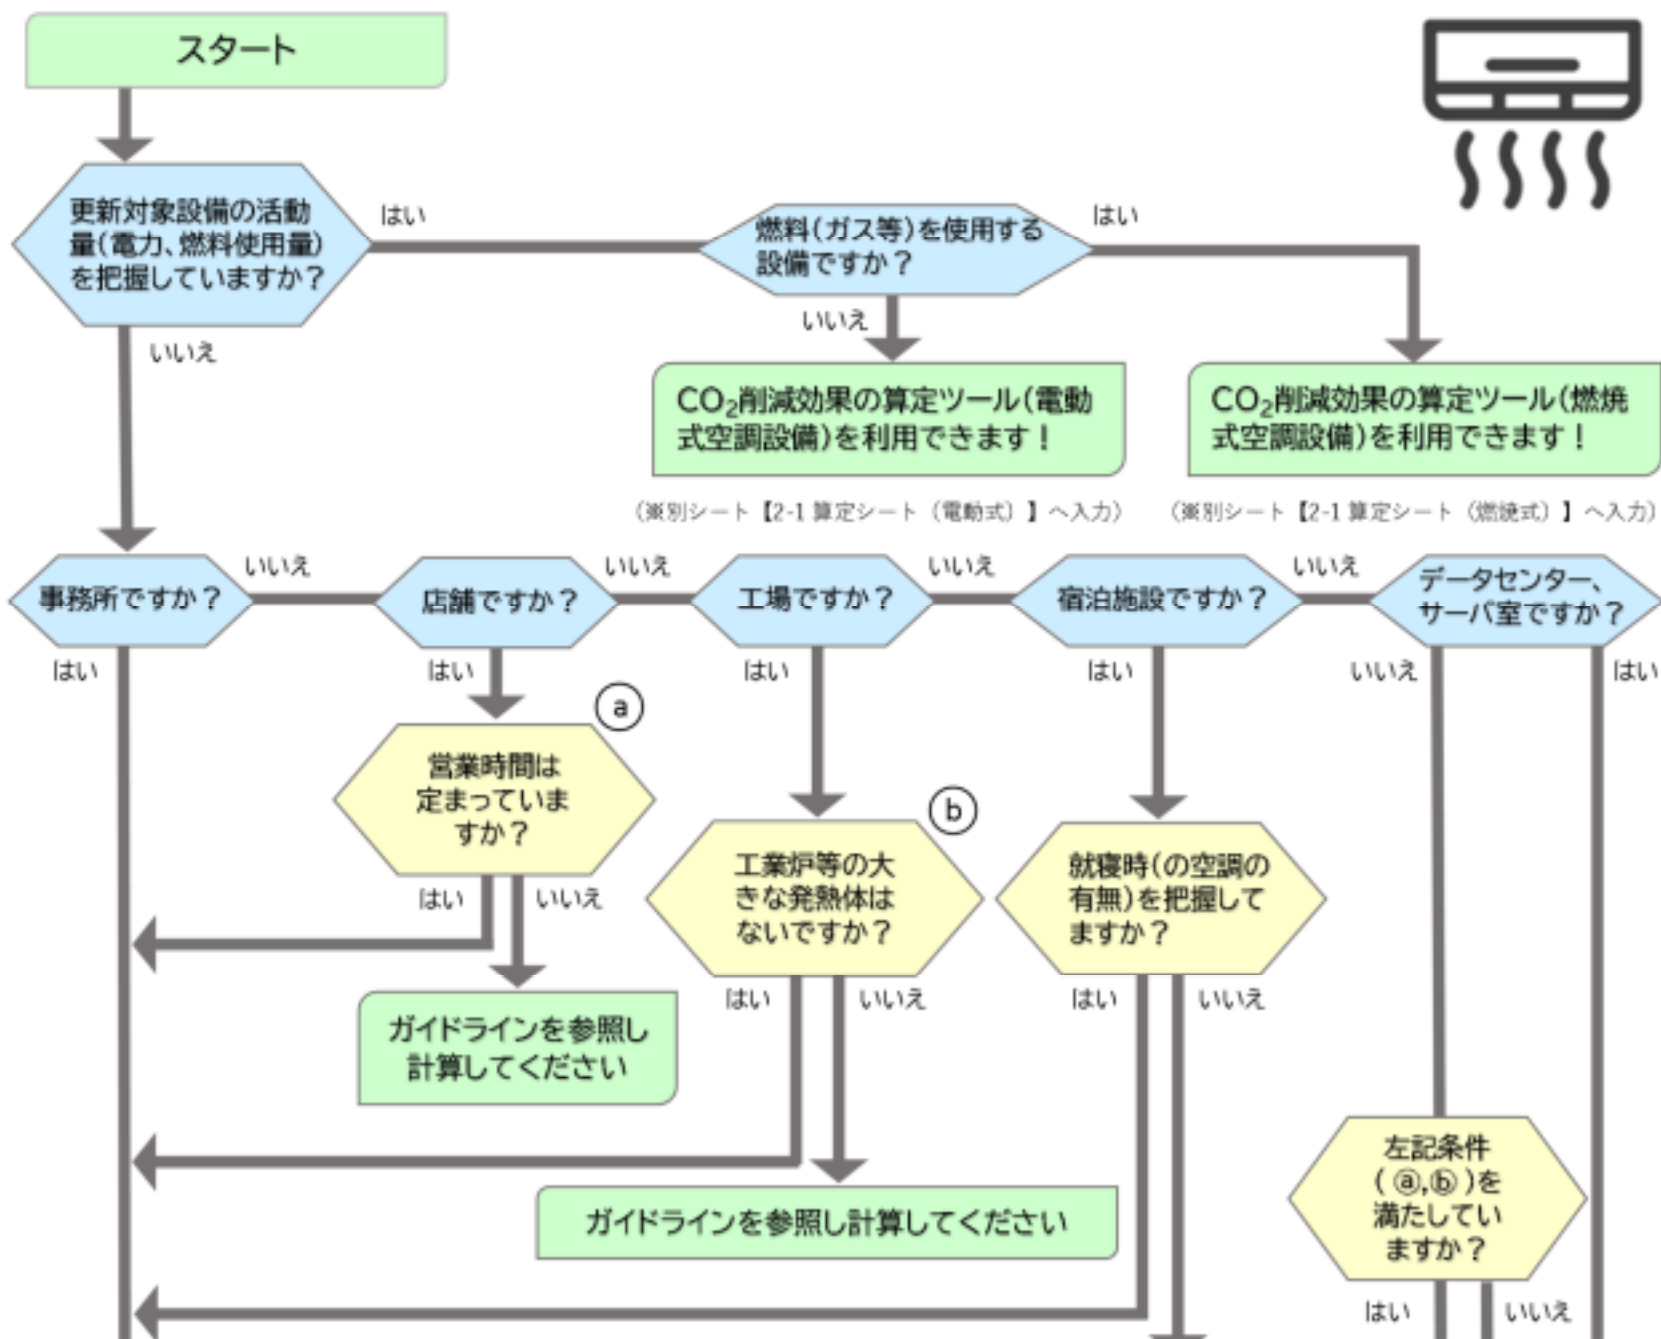 スタート
更新対象設備の活動
量(電力、燃料使用量)
を把握していますか？
はい
燃料(ガス等)を使用する
設備ですか？
はい
いいえ
いいえ
CO₂削減効果の算定ツール(電動
式空調設備)を利用できます！
CO₂削減効果の算定ツール(燃焼
式空調設備)を利用できます！
(※別シート【2-1 算定シート（電動式）】へ入力)
(※別シート【2-1 算定シート（燃焼式）】へ入力)
事務所ですか？
いいえ
店舗ですか？
いいえ
工場ですか？
いいえ
宿泊施設ですか？
いいえ
データセンター、
サーバ室ですか？
はい
はい
はい
はい
いいえ
はい
a
営業時間は
定まっていま
すか？
b
工業炉等の大
きな発熱体は
ないですか？
就寝時(の空調の
有無)を把握して
ますか？
はい
いいえ
はい
いいえ
はい
いいえ
ガイドラインを参照し
計算してください
左記条件
(ⓐ,ⓑ)を
満たしてい
ますか？
ガイドラインを参照し計算してください
はい
いいえ